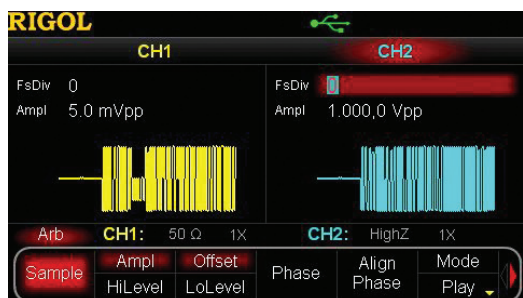 RIGOL
CH1 CH2
FsDiv 0 FsDiv 0
Ampl 5.0 mVpp Ampl 1.000,0 Vpp
Arb CH1: 50 Ω 1X CH2: HighZ 1X
Sample Ampl Offset Phase Align Phase Mode
HiLevel LoLevel Play